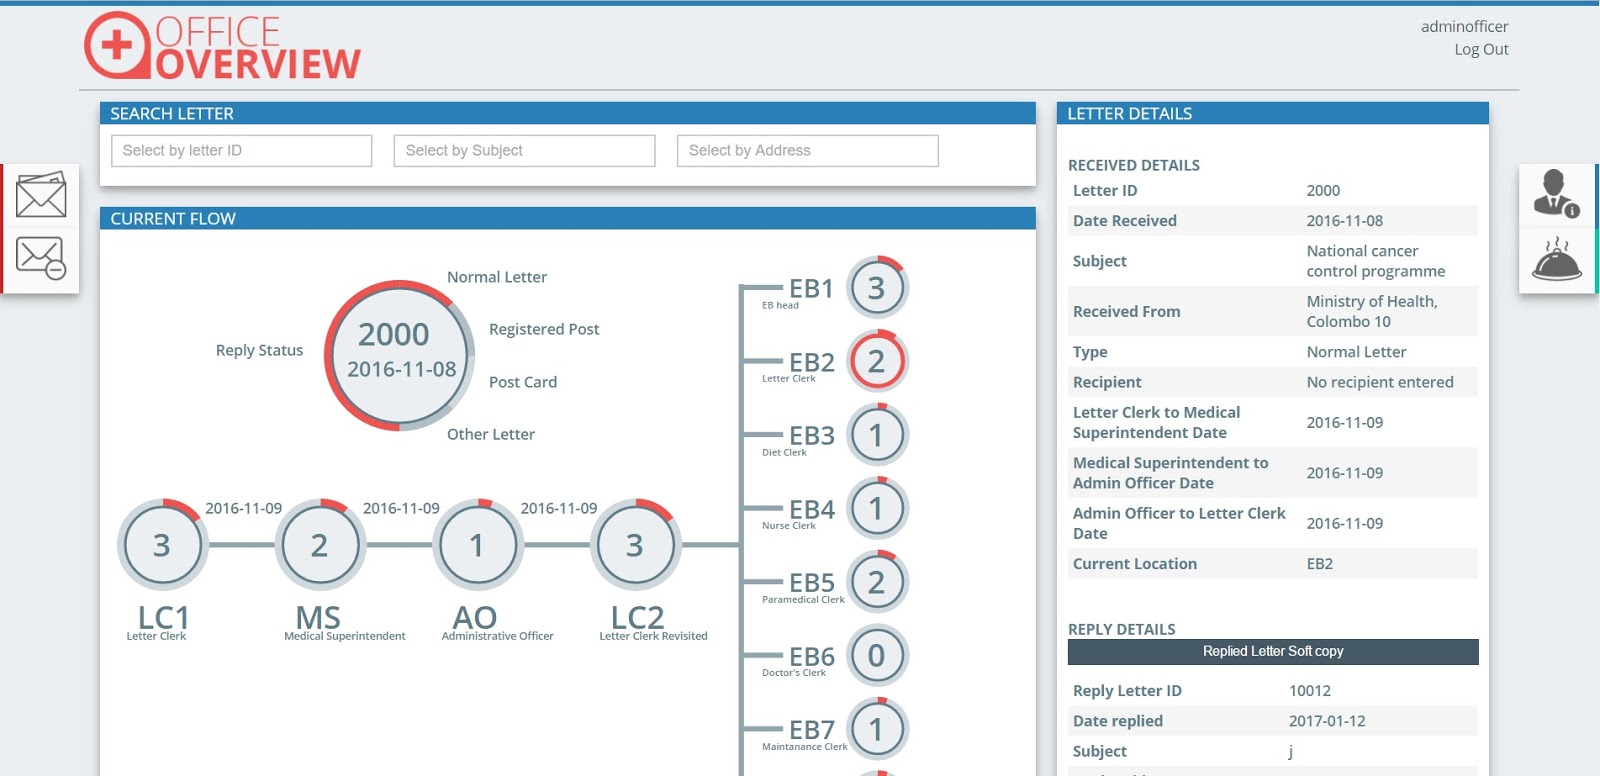 OFFICE
OVERVIEW
adminofficer
Log Out
SEARCH LETTER
Select by letter ID
Select by Subject
Select by Address
CURRENT FLOW
Normal Letter
Registered Post
Reply Status
Post Card
Other Letter
2000
2016-11-08
3
2016-11-09
2
2016-11-09
1
2016-11-09
3
LC1
Letter Clerk
MS
Medical Superintendent
AO
Administrative Officer
LC2
Letter Clerk Revisited
EB1
EB head
3
EB2
Letter Clerk
2
EB3
Diet Clerk
1
EB4
Nurse Clerk
1
EB5
Paramedical Clerk
2
EB6
Doctor's Clerk
0
EB7
Maintanance Clerk
1
LETTER DETAILS
RECEIVED DETAILS
Letter ID 2000
Date Received 2016-11-08
Subject National cancer
control programme
Received From Ministry of Health,
Colombo 10
Type Normal Letter
Recipient No recipient entered
Letter Clerk to Medical
Superintendent Date 2016-11-09
Medical Superintendent to
Admin Officer Date 2016-11-09
Admin Officer to Letter Clerk
Date 2016-11-09
Current Location EB2
REPLY DETAILS
Replied Letter Soft copy
Reply Letter ID 10012
Date replied 2017-01-12
Subject j